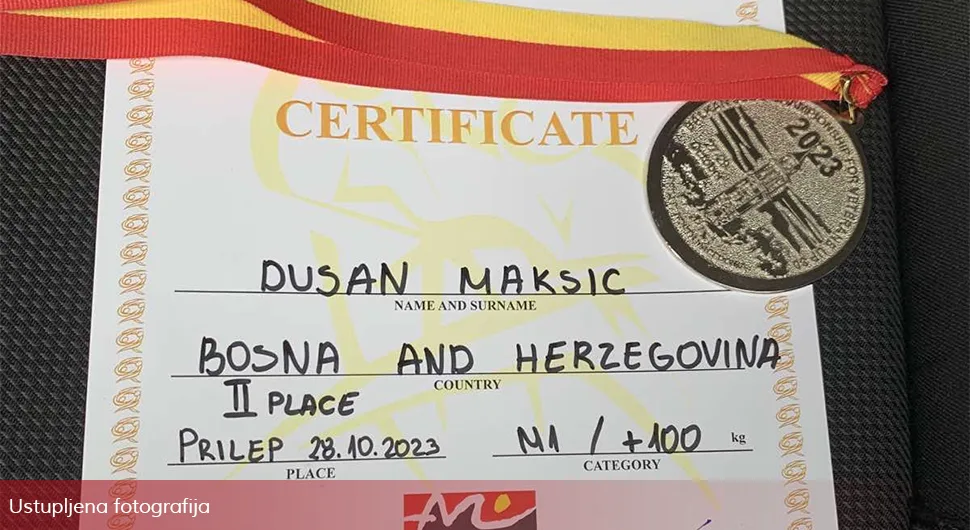 CERTIFICATE
2023
DUSAN MAKSIC
NAME AND SURNAME
BOSNA AND HERZEGOVINA
COUNTRY
II PLACE
PRILEP 28.10.2023
PLACE
M1 / +100 kg
CATEGORY
Ustupljena fotografija